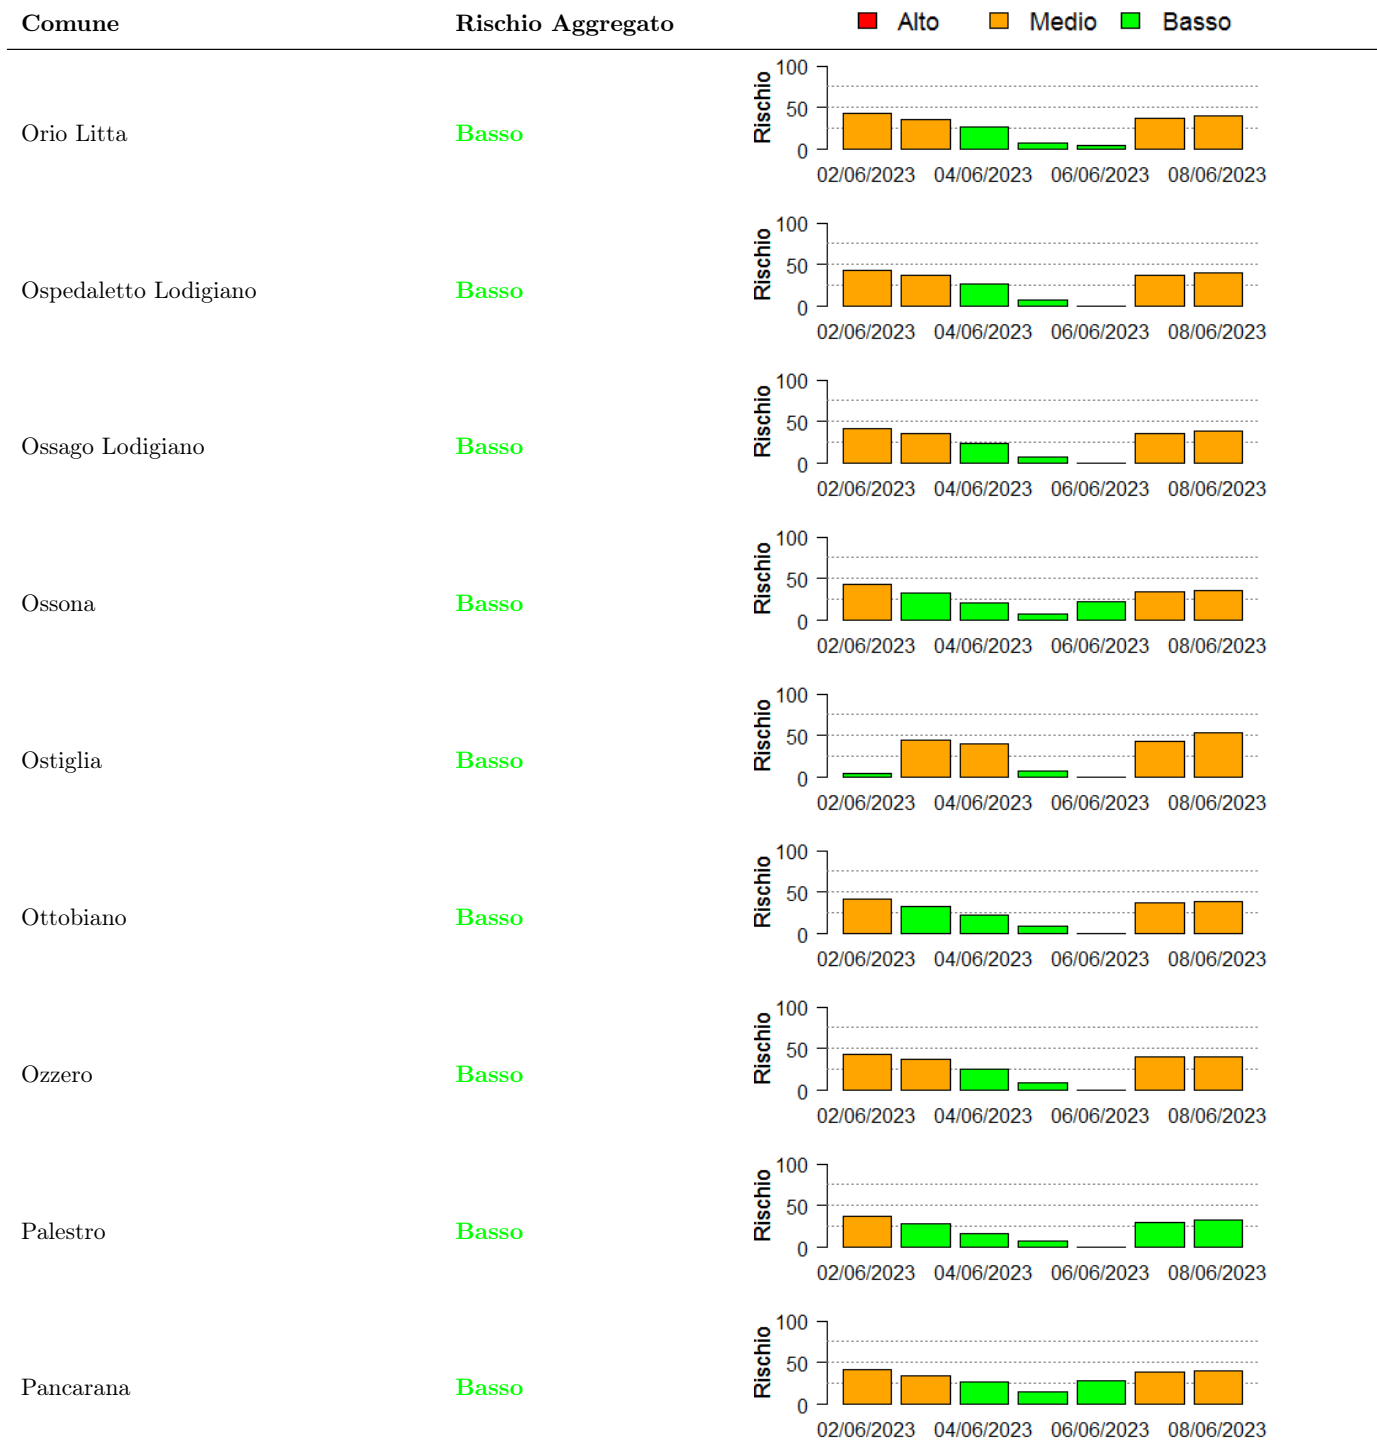 Comune Rischio Aggregato Alto Medio Basso
100
50
0
Rischio
Orio Litta Basso
02/06/2023 04/06/2023 06/06/2023 08/06/2023
100
50
0
Rischio
Ospedaletto Lodigiano Basso
02/06/2023 04/06/2023 06/06/2023 08/06/2023
100
50
0
Rischio
Ossago Lodigiano Basso
02/06/2023 04/06/2023 06/06/2023 08/06/2023
100
50
0
Rischio
Ossona Basso
02/06/2023 04/06/2023 06/06/2023 08/06/2023
100
50
0
Rischio
Ostiglia Basso
02/06/2023 04/06/2023 06/06/2023 08/06/2023
100
50
0
Rischio
Ottobiano Basso
02/06/2023 04/06/2023 06/06/2023 08/06/2023
100
50
0
Rischio
Ozzero Basso
02/06/2023 04/06/2023 06/06/2023 08/06/2023
100
50
0
Rischio
Palestro Basso
02/06/2023 04/06/2023 06/06/2023 08/06/2023
100
50
0
Rischio
Pancarana Basso
02/06/2023 04/06/2023 06/06/2023 08/06/2023